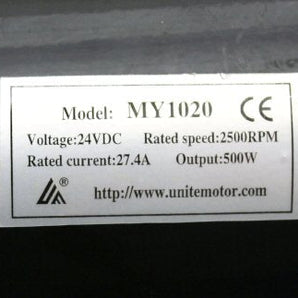 Model: MY1020 CE
Voltage:24VDC Rated speed:2500RPM
Rated current:27.4A Output:500W
® http://www.unitemotor.com